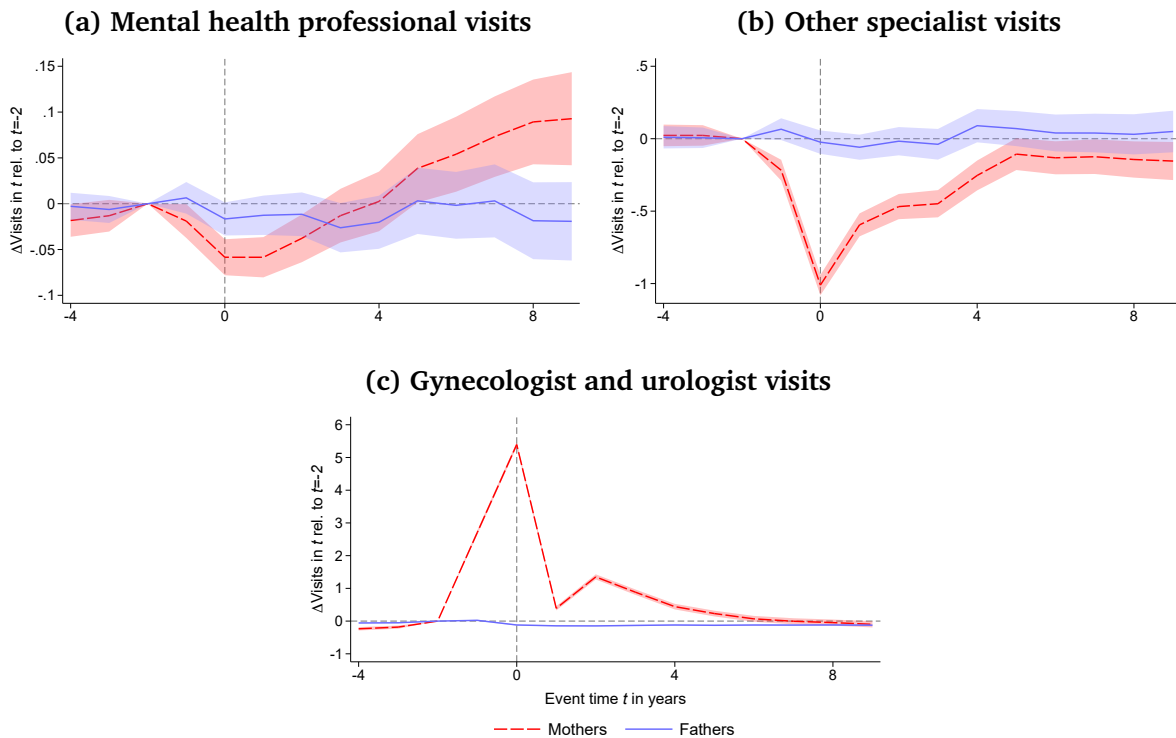 (a) Mental health professional visits
ΔVisits in t rel. to t=-2
.15
.1
.05
0
-.05
-.1
-4 0 4 8
(b) Other specialist visits
ΔVisits in t rel. to t=-2
.5
0
-.5
-1
-4 0 4 8
(c) Gynecologist and urologist visits
ΔVisits in t rel. to t=-2
6
5
4
3
2
1
0
-1
-4 0 4 8
Event time t in years
Mothers Fathers